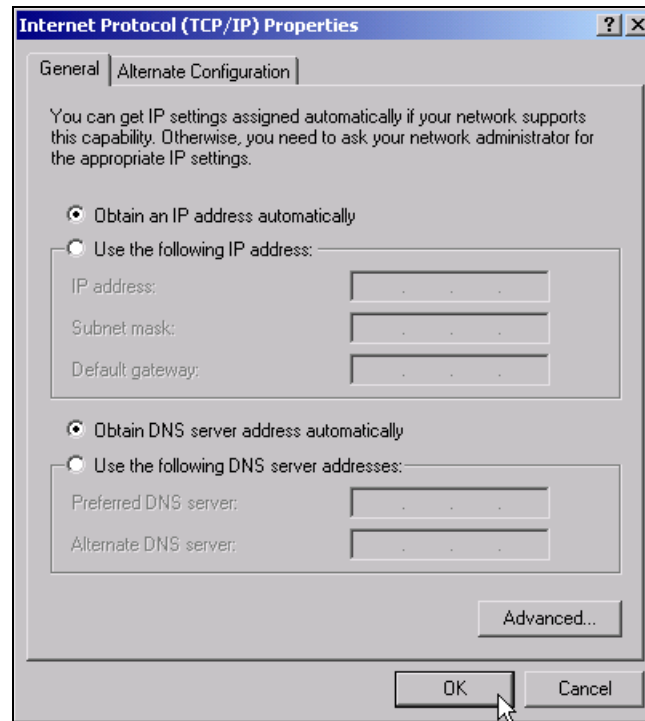 Internet Protocol (TCP/IP) Properties
General
Alternate Configuration
You can get IP settings assigned automatically if your network supports
this capability. Otherwise, you need to ask your network administrator for
the appropriate IP settings.
Obtain an IP address automatically
Use the following IP address:
IP address:
Subnet mask:
Default gateway:
Obtain DNS server address automatically
Use the following DNS server addresses:
Preferred DNS server:
Alternate DNS server:
Advanced...
OK
Cancel